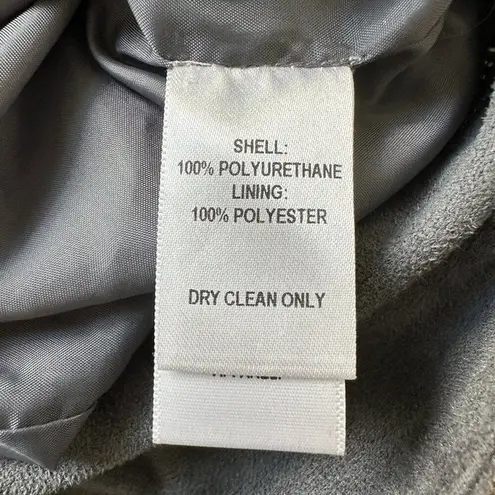 SHELL:
100% POLYURETHANE
LINING:
100% POLYESTER
DRY CLEAN ONLY